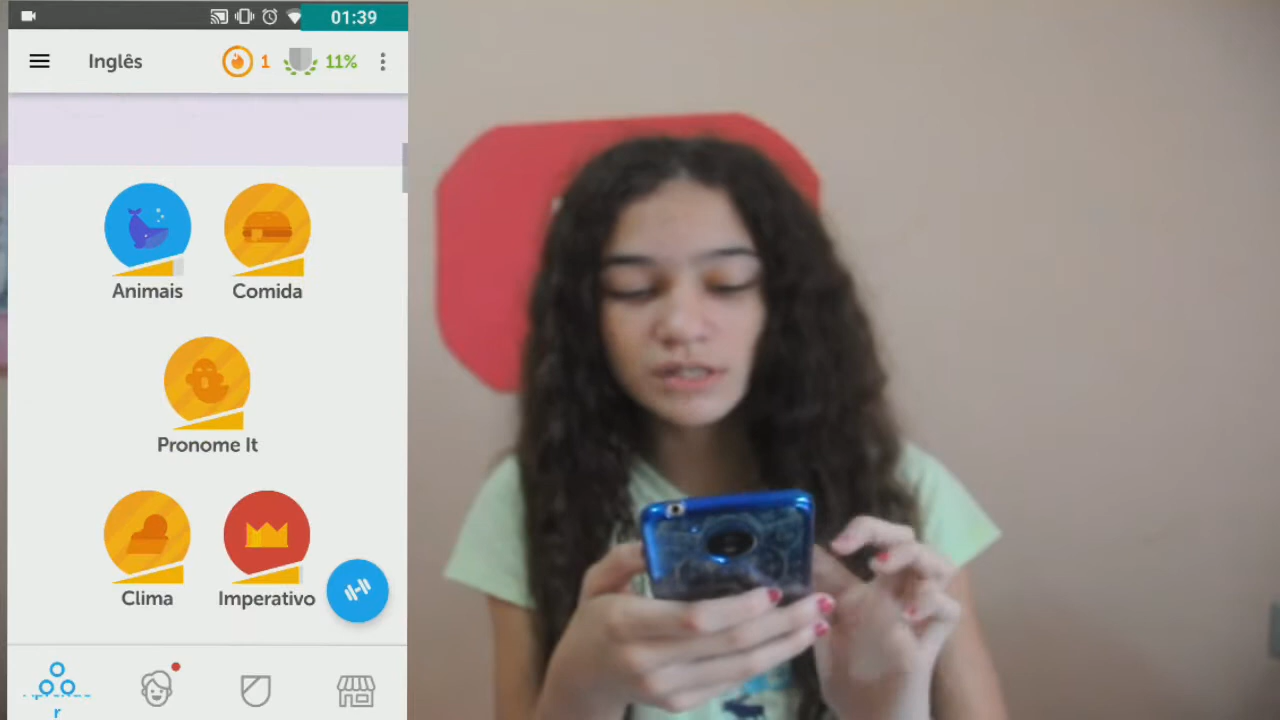 01:39
Inglês 1 11%
Animais Comida
Pronome It
Clima Imperativo
r